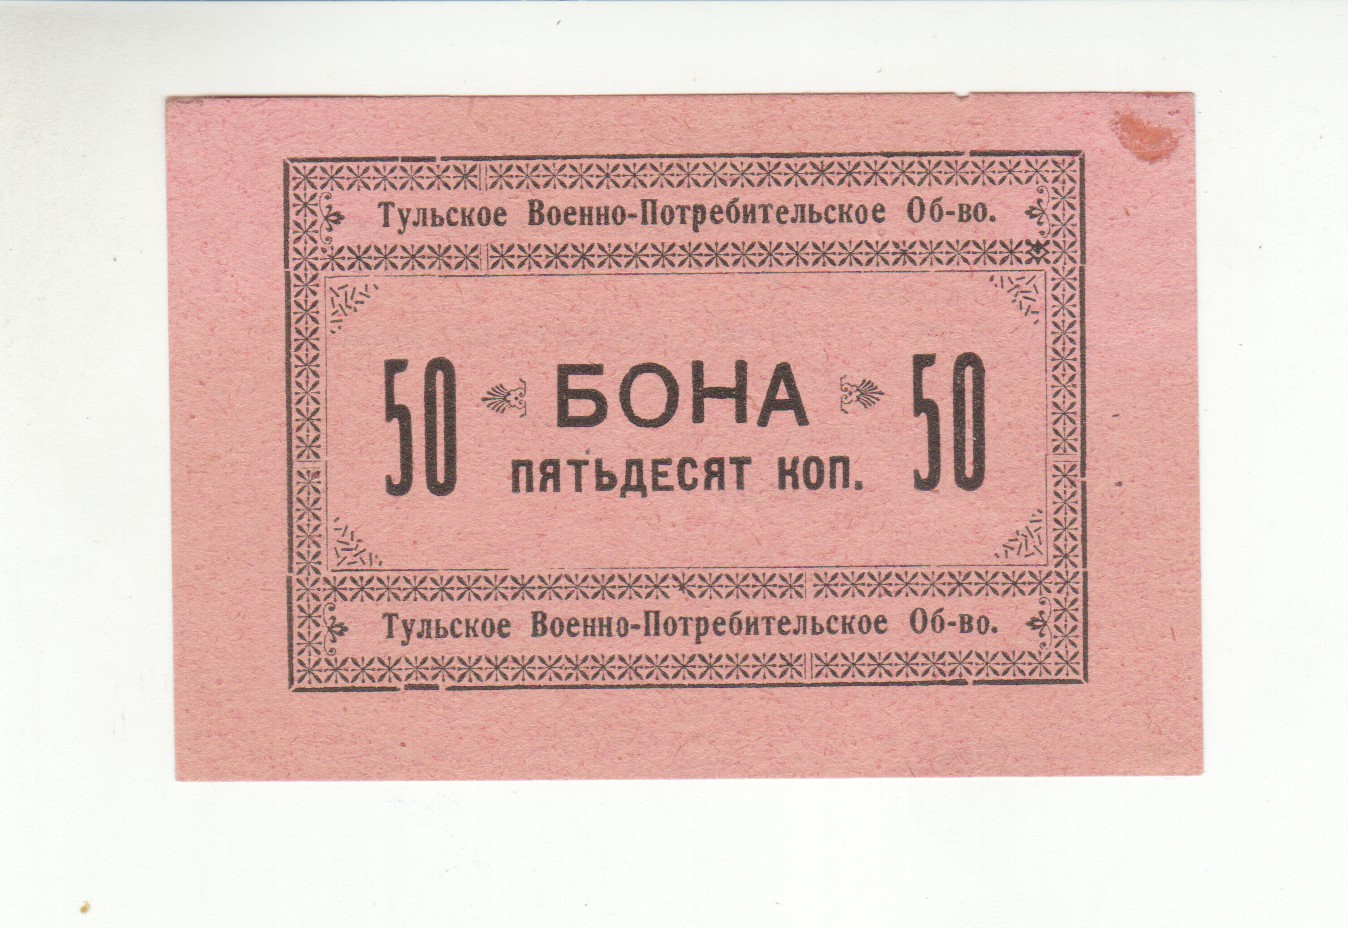 Тульское Военно-Потребительское Об-во.
50 БОНА 50
ПЯТЬДЕСЯТ КОП.
Тульское Военно-Потребительское Об-во.